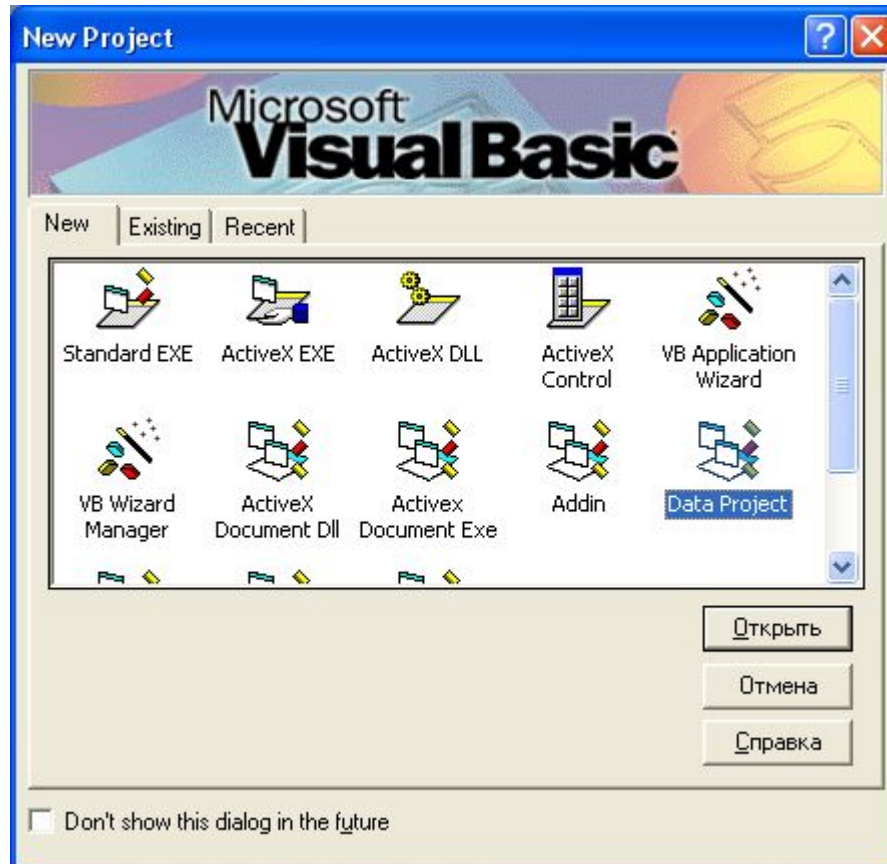 New Project
Microsoft
Visual Basic
New Existing Recent
Standard EXE ActiveX EXE ActiveX DLL ActiveX Control VB Application Wizard
VB Wizard Manager ActiveX Document Dll Activex Document Exe Addin Data Project
Открыть
Отмена
Справка
Don't show this dialog in the future